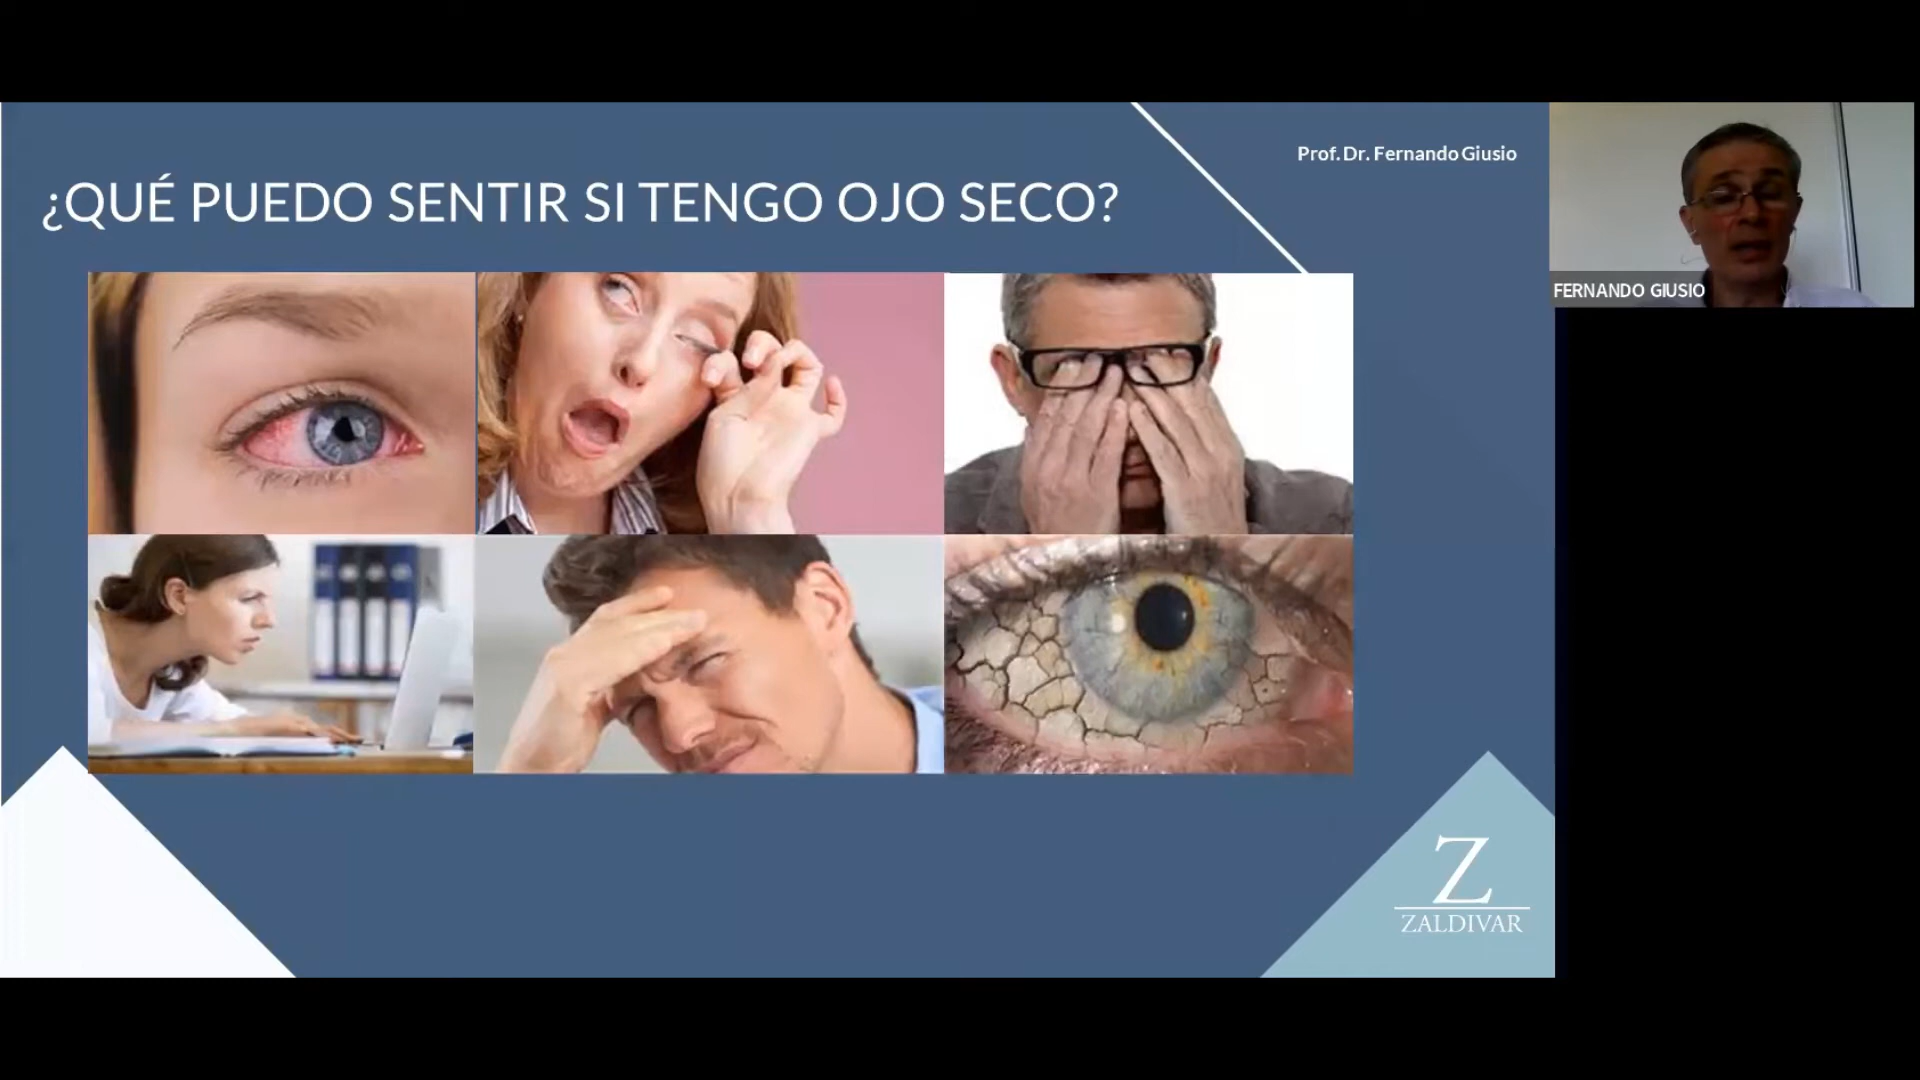 Prof. Dr. Fernando Giusio
¿QUÉ PUEDO SENTIR SI TENGO OJO SECO?
FERNANDO GIUSIO
Z
ZALDIVAR